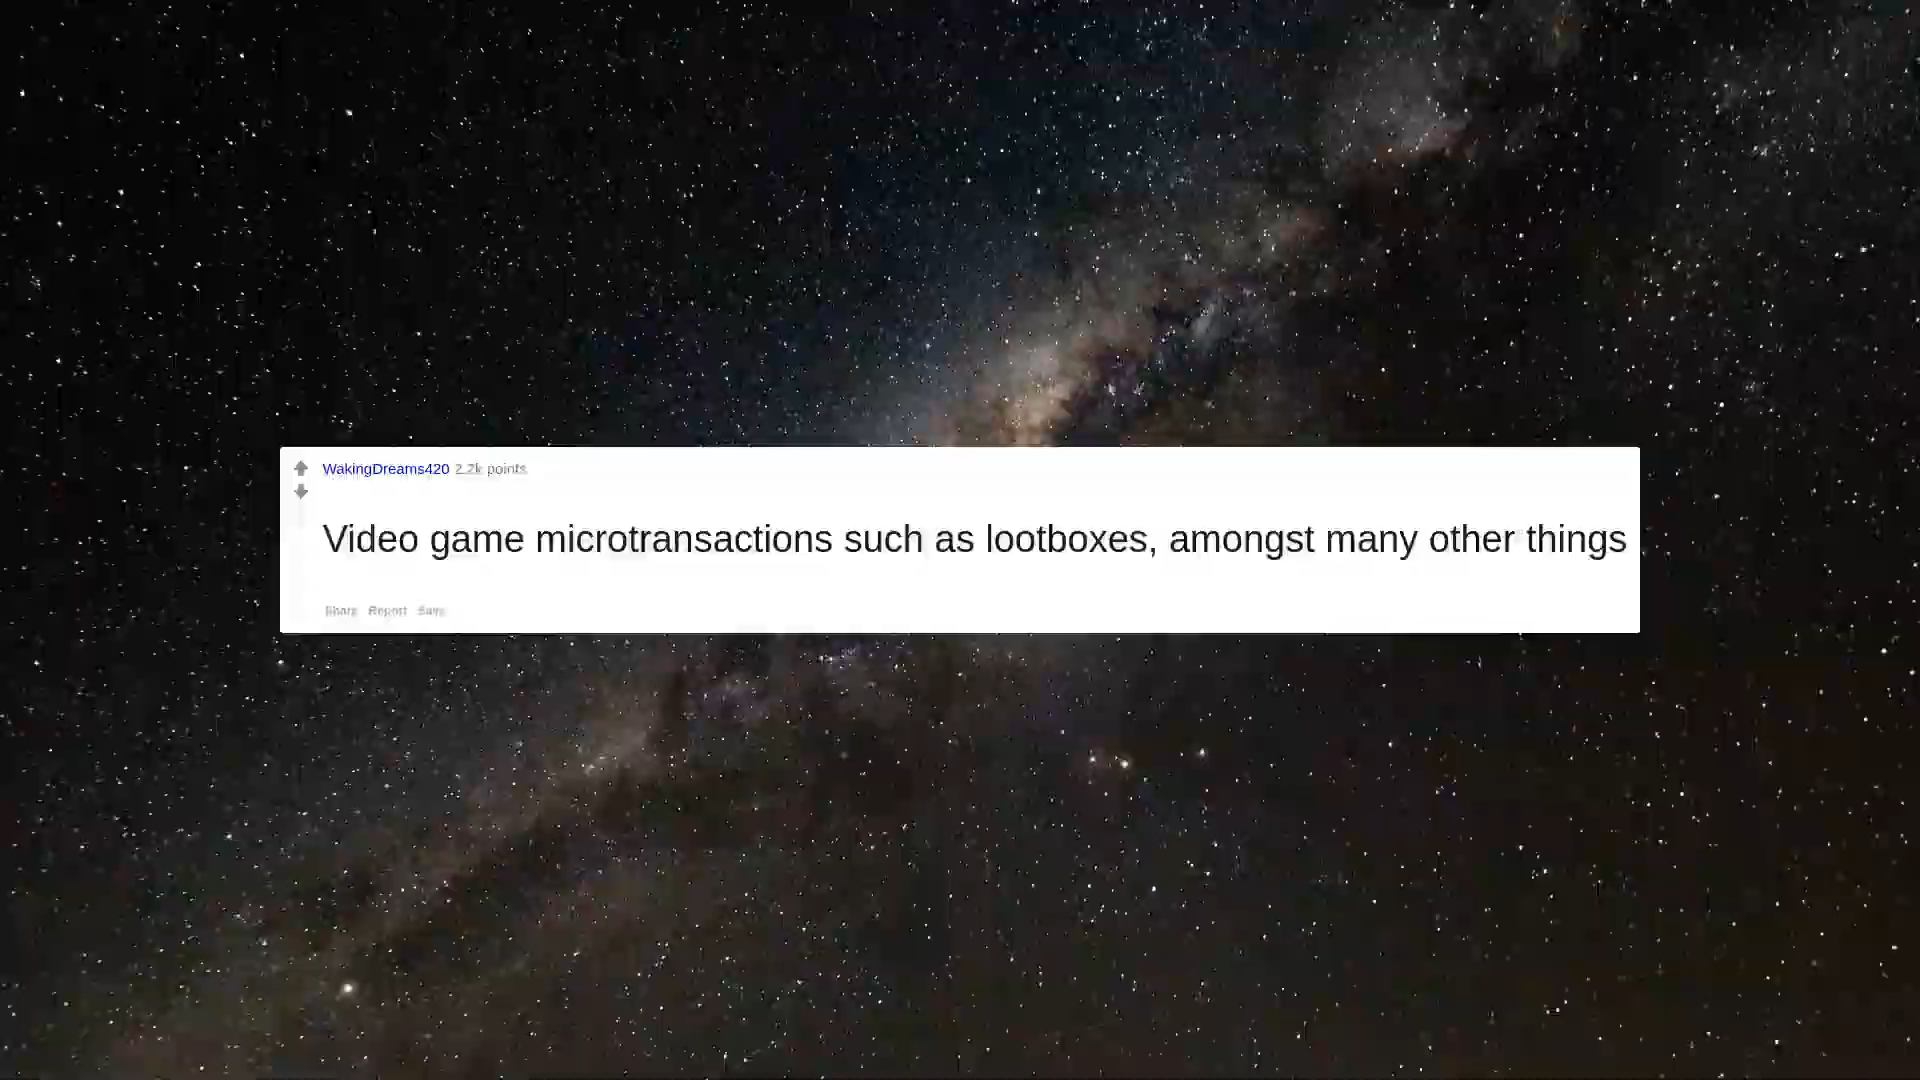 WakingDreams420 2.2k points
Video game microtransactions such as lootboxes, amongst many other things
Share Report Save